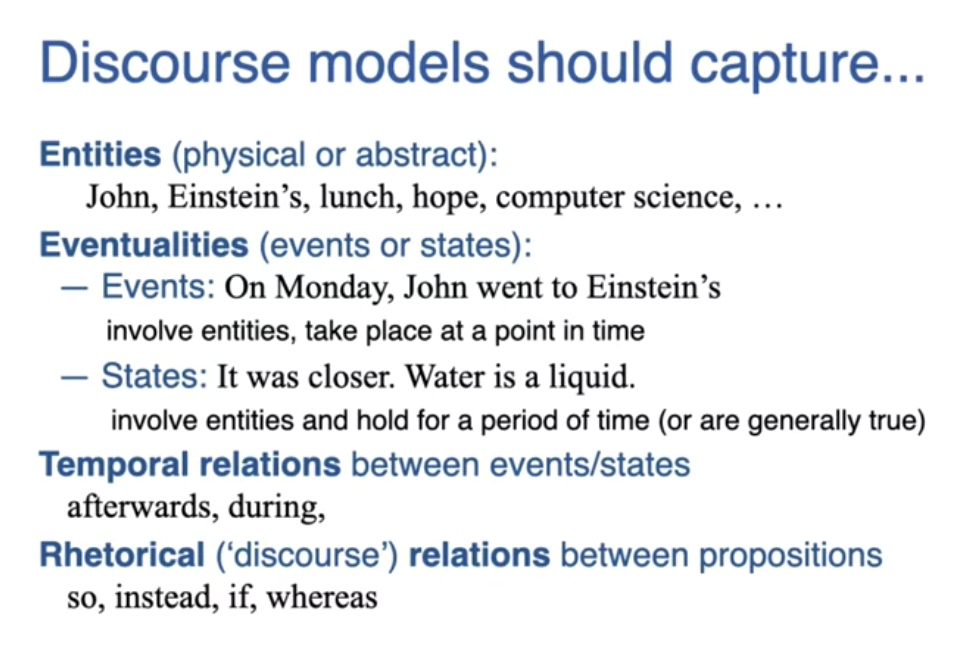 Discourse models should capture...
Entities (physical or abstract):
John, Einstein’s, lunch, hope, computer science, …
Eventualities (events or states):
— Events: On Monday, John went to Einstein’s
involve entities, take place at a point in time
— States: It was closer. Water is a liquid.
involve entities and hold for a period of time (or are generally true)
Temporal relations between events/states
afterwards, during,
Rhetorical (‘discourse’) relations between propositions
so, instead, if, whereas